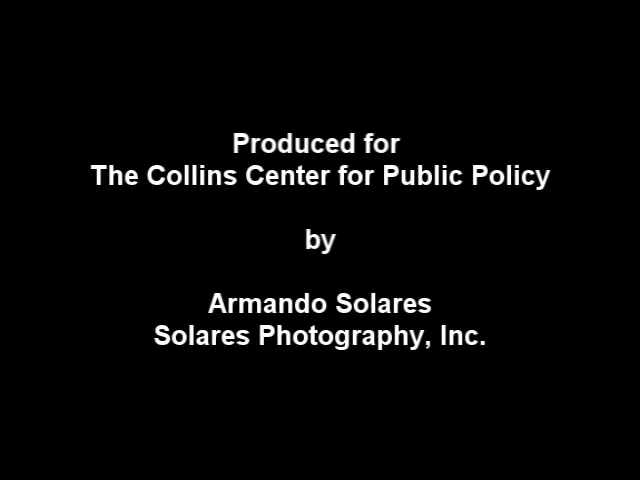 Produced for
The Collins Center for Public Policy
by
Armando Solares
Solares Photography, Inc.